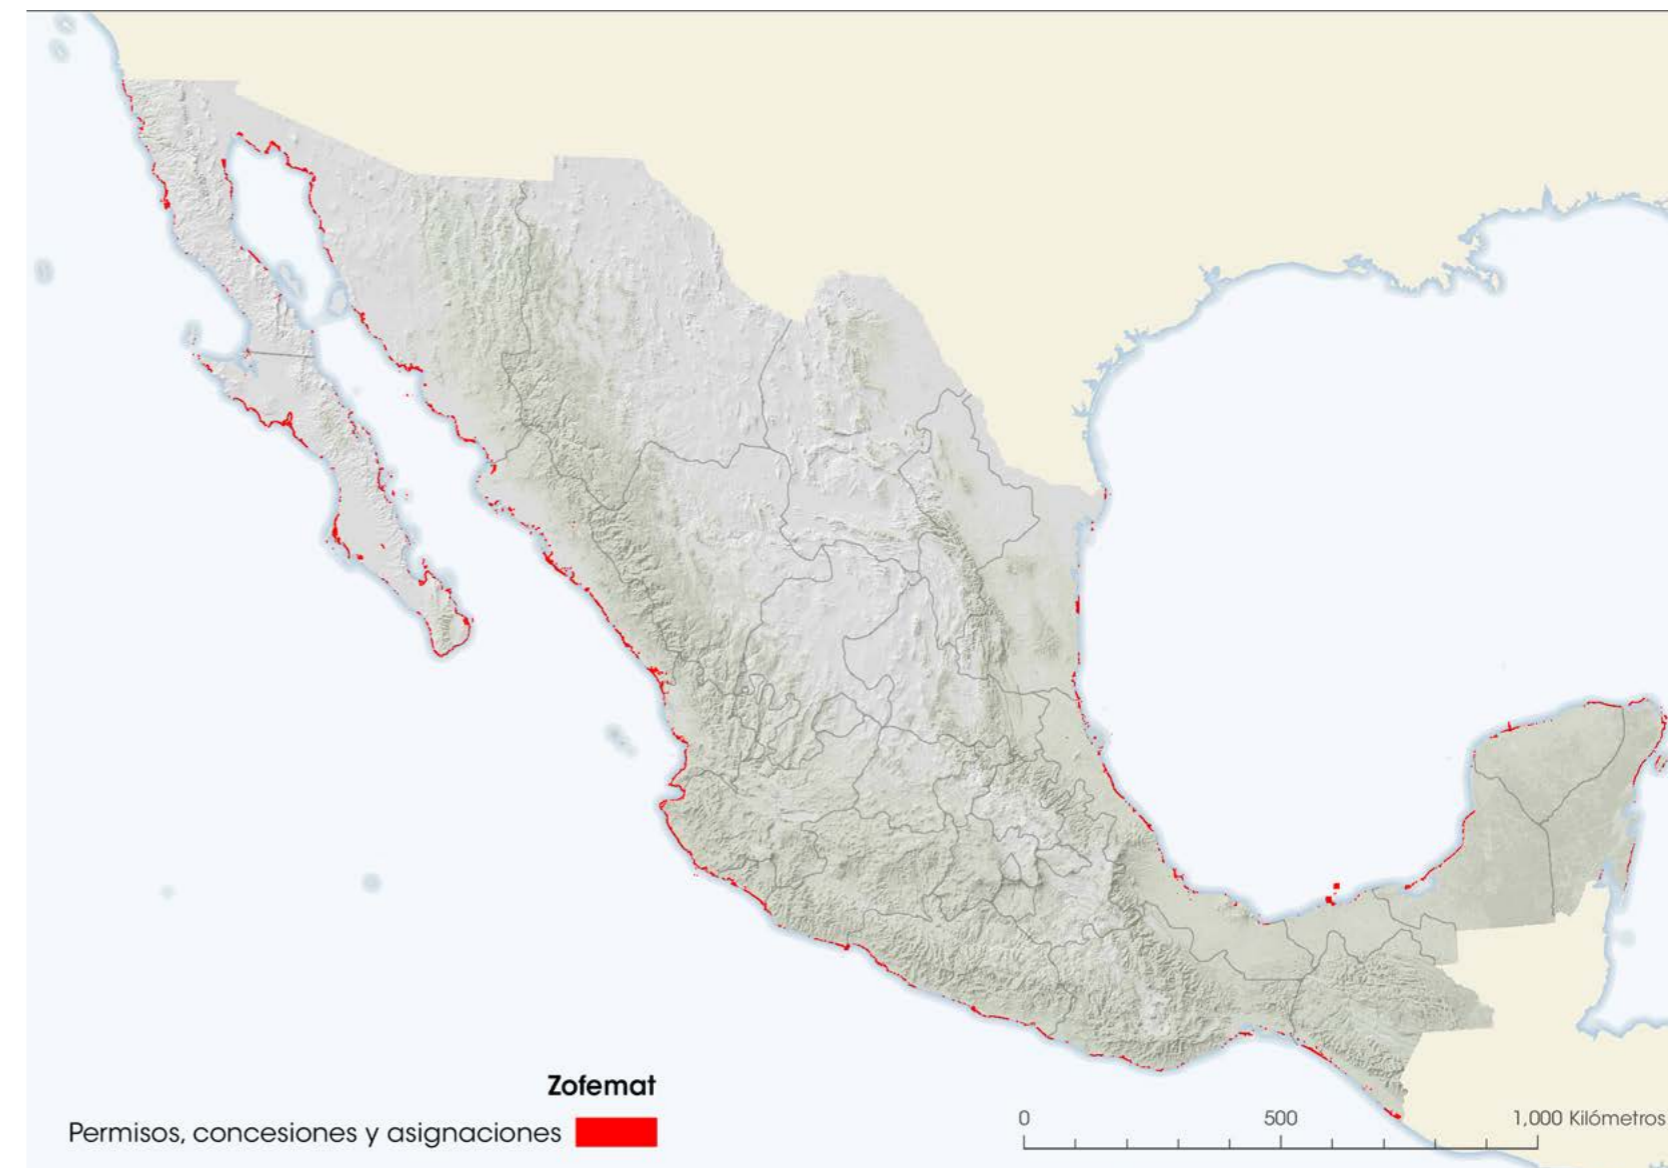 Zofemat
Permisos, concesiones y asignaciones
0 500 1,000 Kilómetros